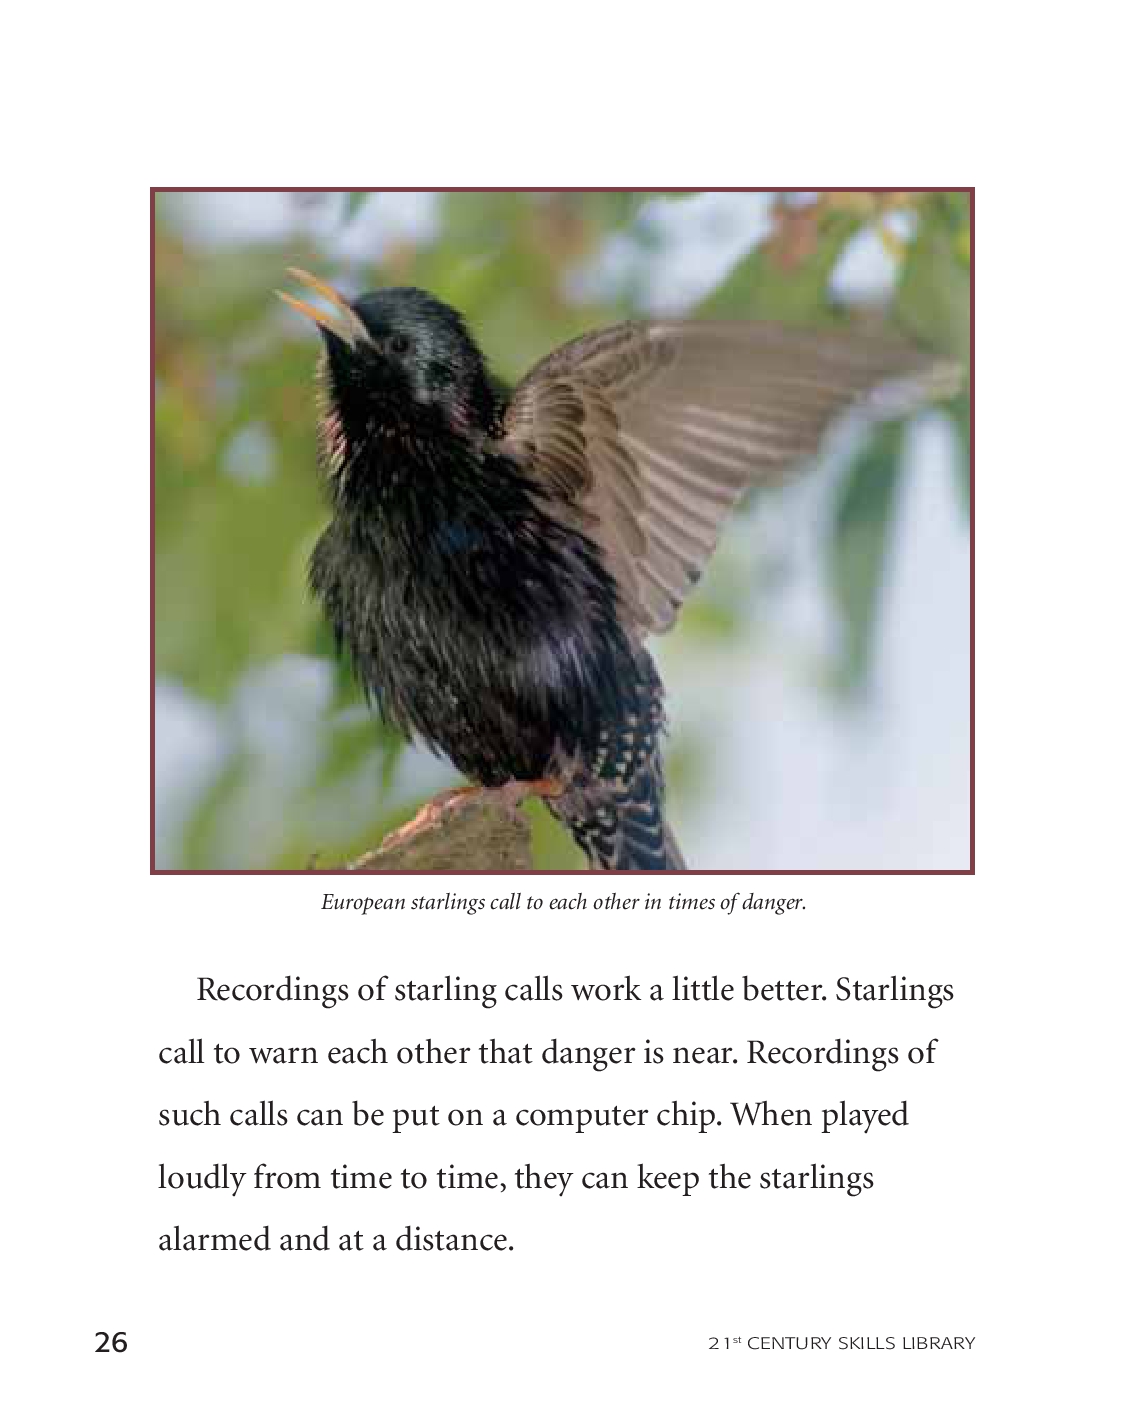 European starlings call to each other in times of danger.
Recordings of starling calls work a little better. Starlings
call to warn each other that danger is near. Recordings of
such calls can be put on a computer chip. When played
loudly from time to time, they can keep the starlings
alarmed and at a distance.
26
21st CENTURY SKILLS LIBRARY